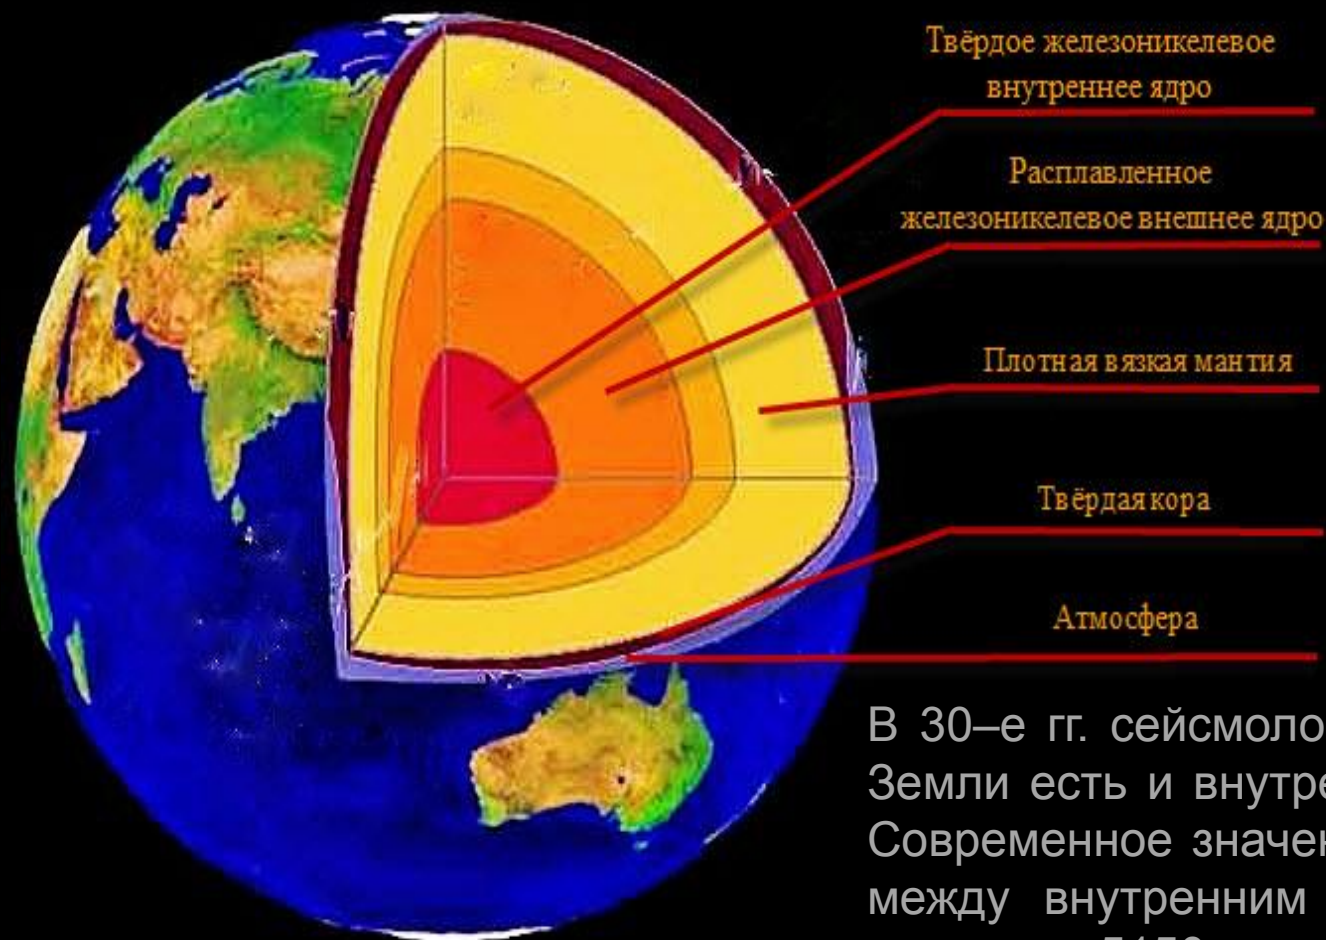 Твёрдое железоникелевое
внутреннее ядро
Расплавленное
железоникелевое внешнее ядро
Плотная вязкая мантия
Твёрдая кора
Атмосфера
В 30–е гг. сейсмоло
Земли есть и внутре
Современное значен
между внутренним